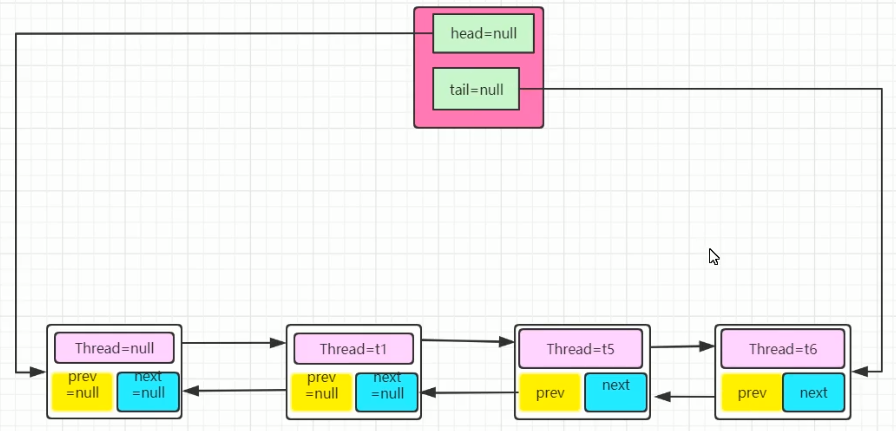 head=null
tail=null
Thread=null
prev
=null
next
=null
Thread=t1
prev
=null
next
=null
Thread=t5
prev
next
Thread=t6
prev
next